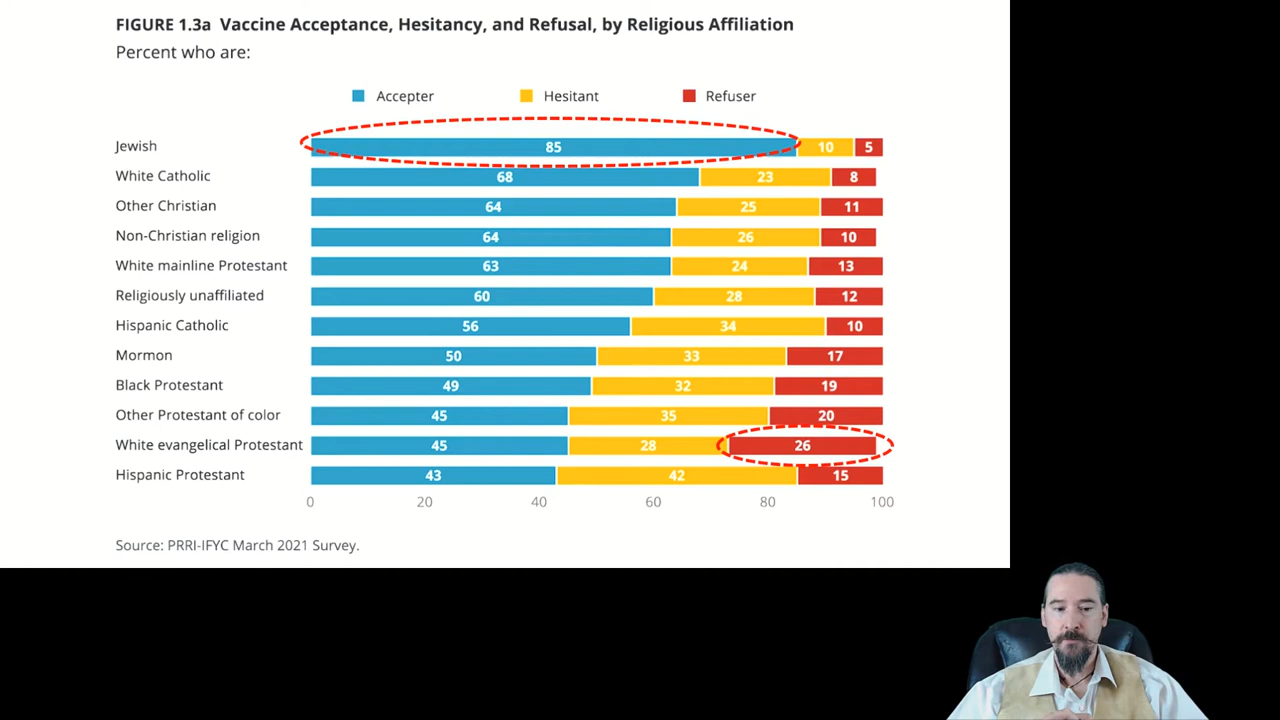 FIGURE 1.3a Vaccine Acceptance, Hesitancy, and Refusal, by Religious Affiliation
Percent who are:
Accepter Hesitant Refuser
Jewish 85 10 5
White Catholic 68 23 8
Other Christian 64 25 11
Non-Christian religion 64 26 10
White mainline Protestant 63 24 13
Religiously unaffiliated 60 28 12
Hispanic Catholic 56 34 10
Mormon 50 33 17
Black Protestant 49 32 19
Other Protestant of color 45 35 20
White evangelical Protestant 45 28 26
Hispanic Protestant 43 42 15
0 20 40 60 80 100
Source: PRRI-IFYC March 2021 Survey.